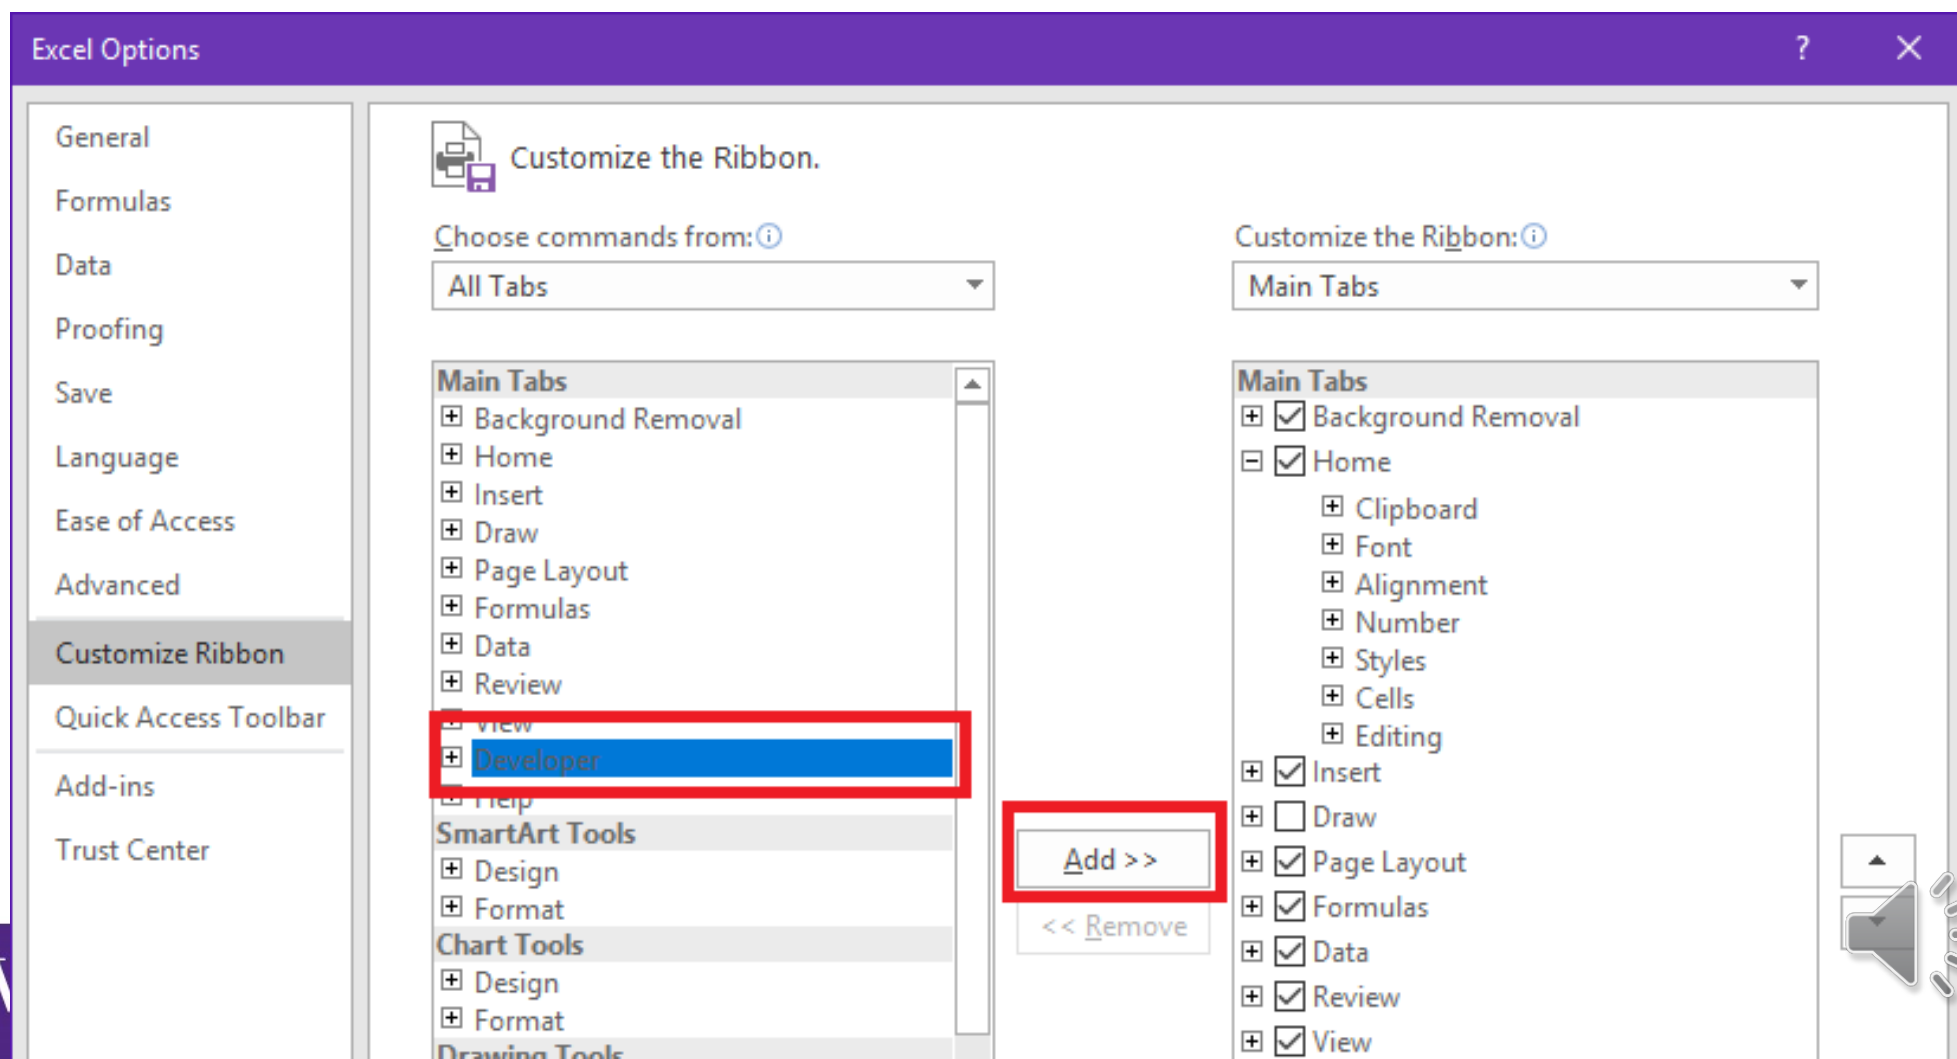 Excel Options
?
General
Formulas
Data
Proofing
Save
Language
Ease of Access
Advanced
Customize Ribbon
Quick Access Toolbar
Add-ins
Trust Center
Customize the Ribbon.
Choose commands from:
All Tabs
Main Tabs
Background Removal
Home
Insert
Draw
Page Layout
Formulas
Data
Review
View
Developer
Help
SmartArt Tools
Design
Format
Chart Tools
Design
Format
Drawing Tools
Add >>
<< Remove
Customize the Ribbon:
Main Tabs
Main Tabs
Background Removal
Home
Clipboard
Font
Alignment
Number
Styles
Cells
Editing
Insert
Draw
Page Layout
Formulas
Data
Review
View